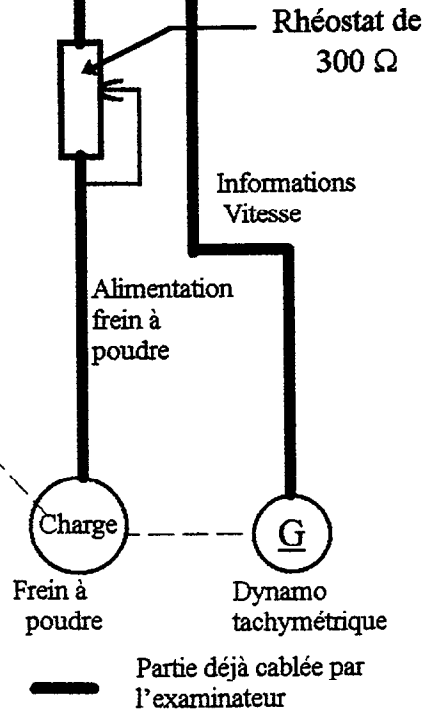 Rhéostat de
300 Ω
Informations
Vitesse
Alimentation
frein à
poudre
Charge
G
Frein à
poudre
Dynamo
tachymétrique
Partie déjà cablée par
l'examinateur